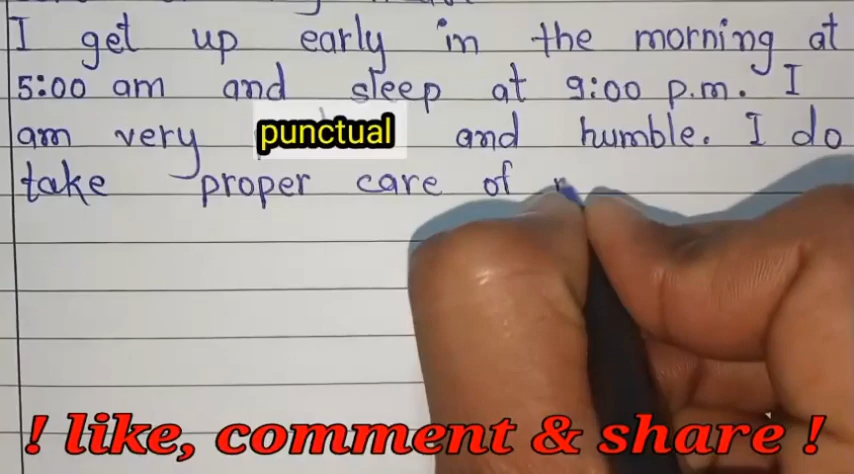 I get up early in the morning at
5:00 am and sleep at 9:00 p.m. I
am very punctual and humble. I do
take proper care of
! like, comment & share !